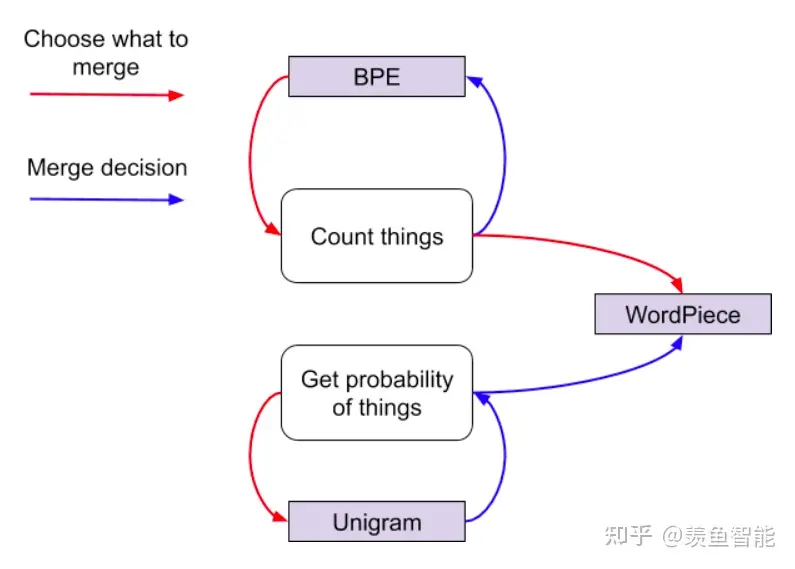 Choose what to
merge
BPE
Merge decision
Count things
WordPiece
Get probability
of things
Unigram
知乎 @羡鱼智能